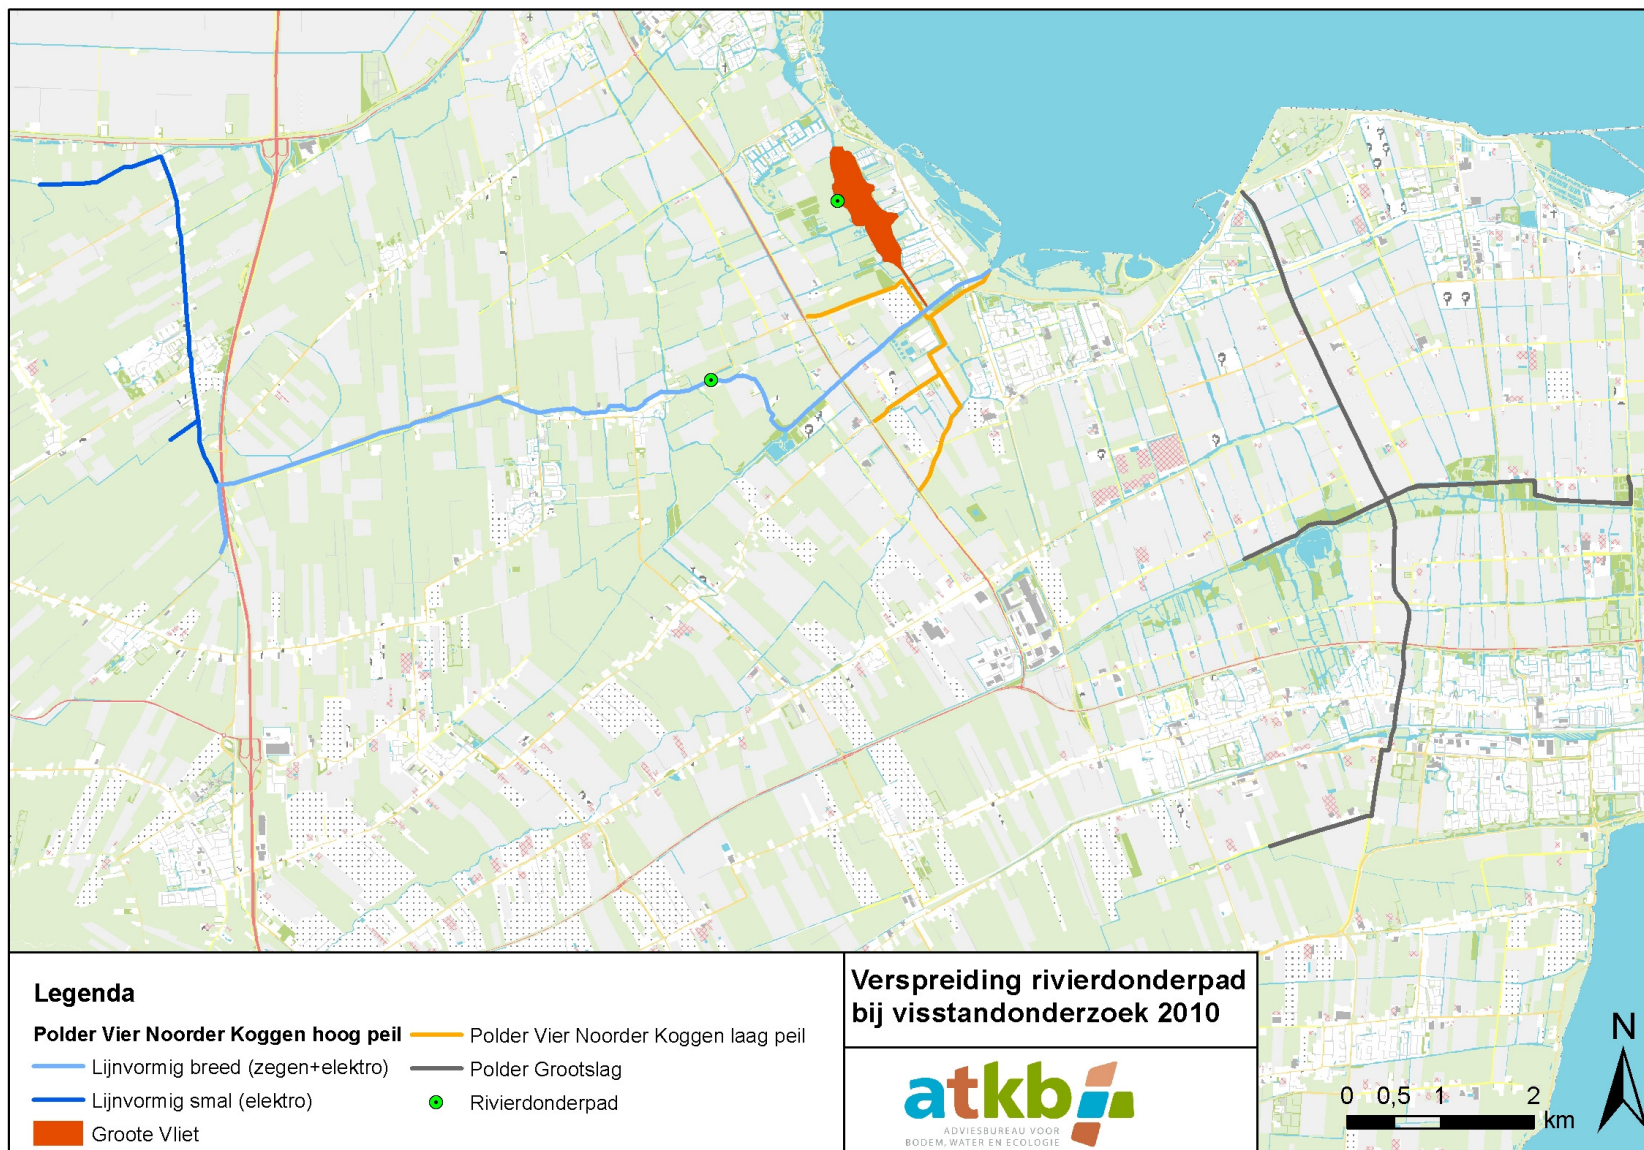 Legenda
Polder Vier Noorder Koggen hoog peil
Lijnvormig breed (zegen+elektro)
Lijnvormig smal (elektro)
Groote Vliet
Polder Vier Noorder Koggen laag peil
Polder Grootslag
Rivierdonderpad
Verspreiding rivierdonderpad
bij visstandonderzoek 2010
atkb
ADVIESBUREAU VOOR
BODEM, WATER EN ECOLOGIE
N
0 0,5 1 2
km